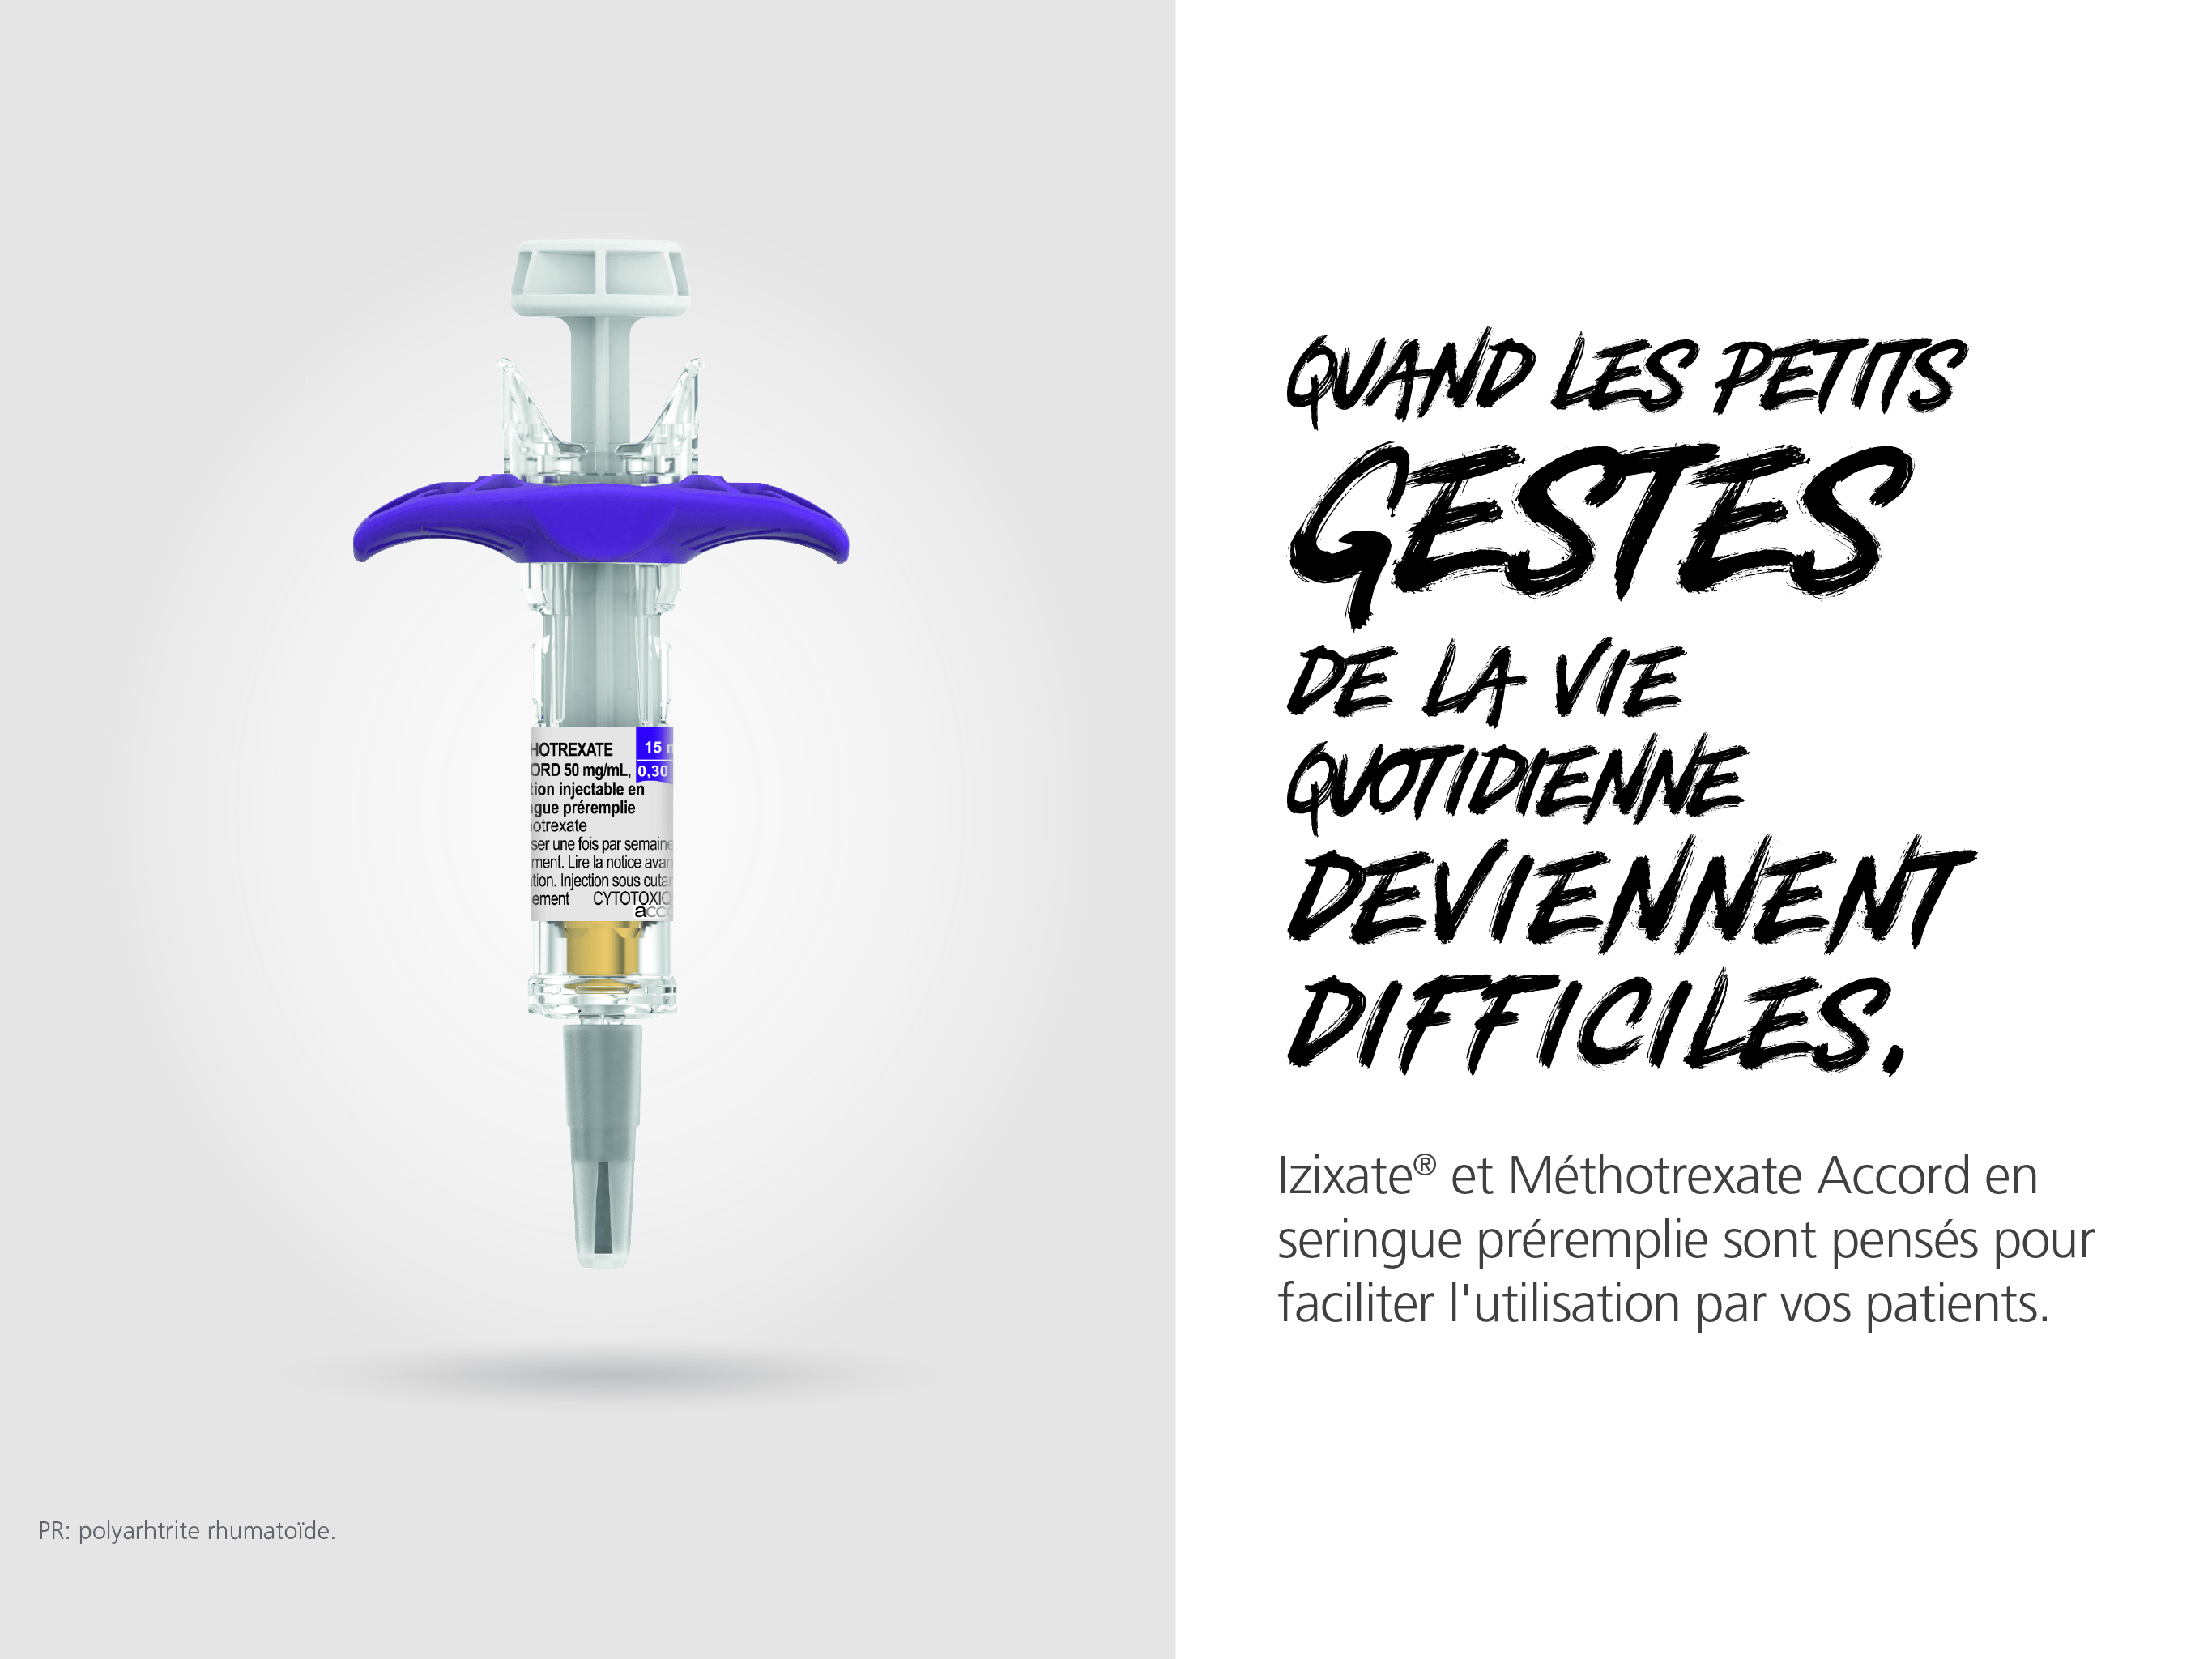 HOTREXATE
15
ORD 50 mg/mL,
0,30
tion injectable en
gue préremplie
otrexate
ser une fois par semaine
ment. Lire la notice avan
tion. Injection sous cutan
ement CYTOTOXIQ
acco
QUAND LES PETITS
GESTES
DE LA VIE
QUOTIDIENNE
DEVIENNENT
DIFFICILES.
Izixate® et Méthotrexate Accord en
seringue préremplie sont pensés pour
faciliter l'utilisation par vos patients.
PR: polyarhtrite rhumatoïde.